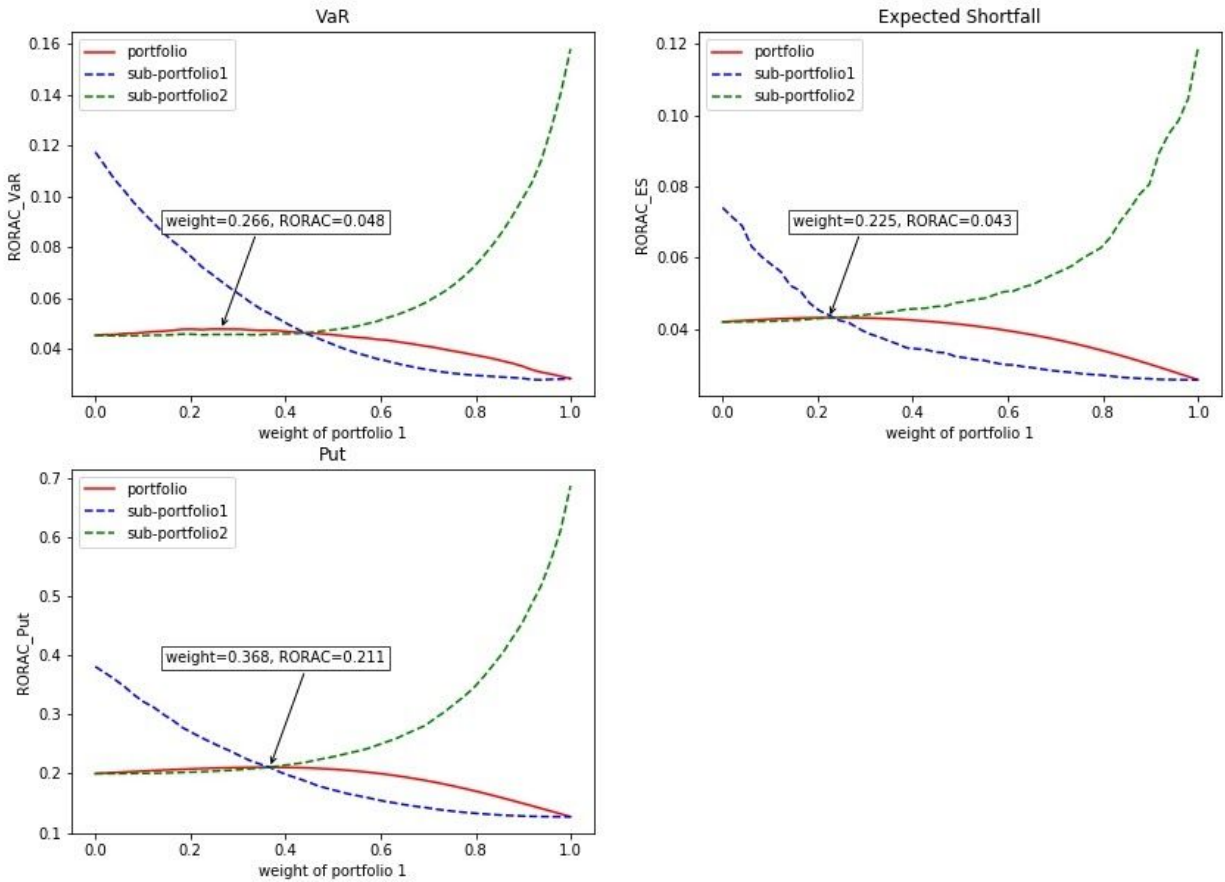 VaR
0.16
0.14
0.12
0.10
0.08
0.06
0.04
RORAC_VaR
portfolio
sub-portfolio1
sub-portfolio2
weight=0.266, RORAC=0.048
0.0 0.2 0.4 0.6 0.8 1.0
weight of portfolio 1
Expected Shortfall
0.12
0.10
0.08
0.06
0.04
RORAC_ES
portfolio
sub-portfolio1
sub-portfolio2
weight=0.225, RORAC=0.043
0.0 0.2 0.4 0.6 0.8 1.0
weight of portfolio 1
Put
0.7
0.6
0.5
0.4
0.3
0.2
0.1
RORAC_Put
portfolio
sub-portfolio1
sub-portfolio2
weight=0.368, RORAC=0.211
0.0 0.2 0.4 0.6 0.8 1.0
weight of portfolio 1